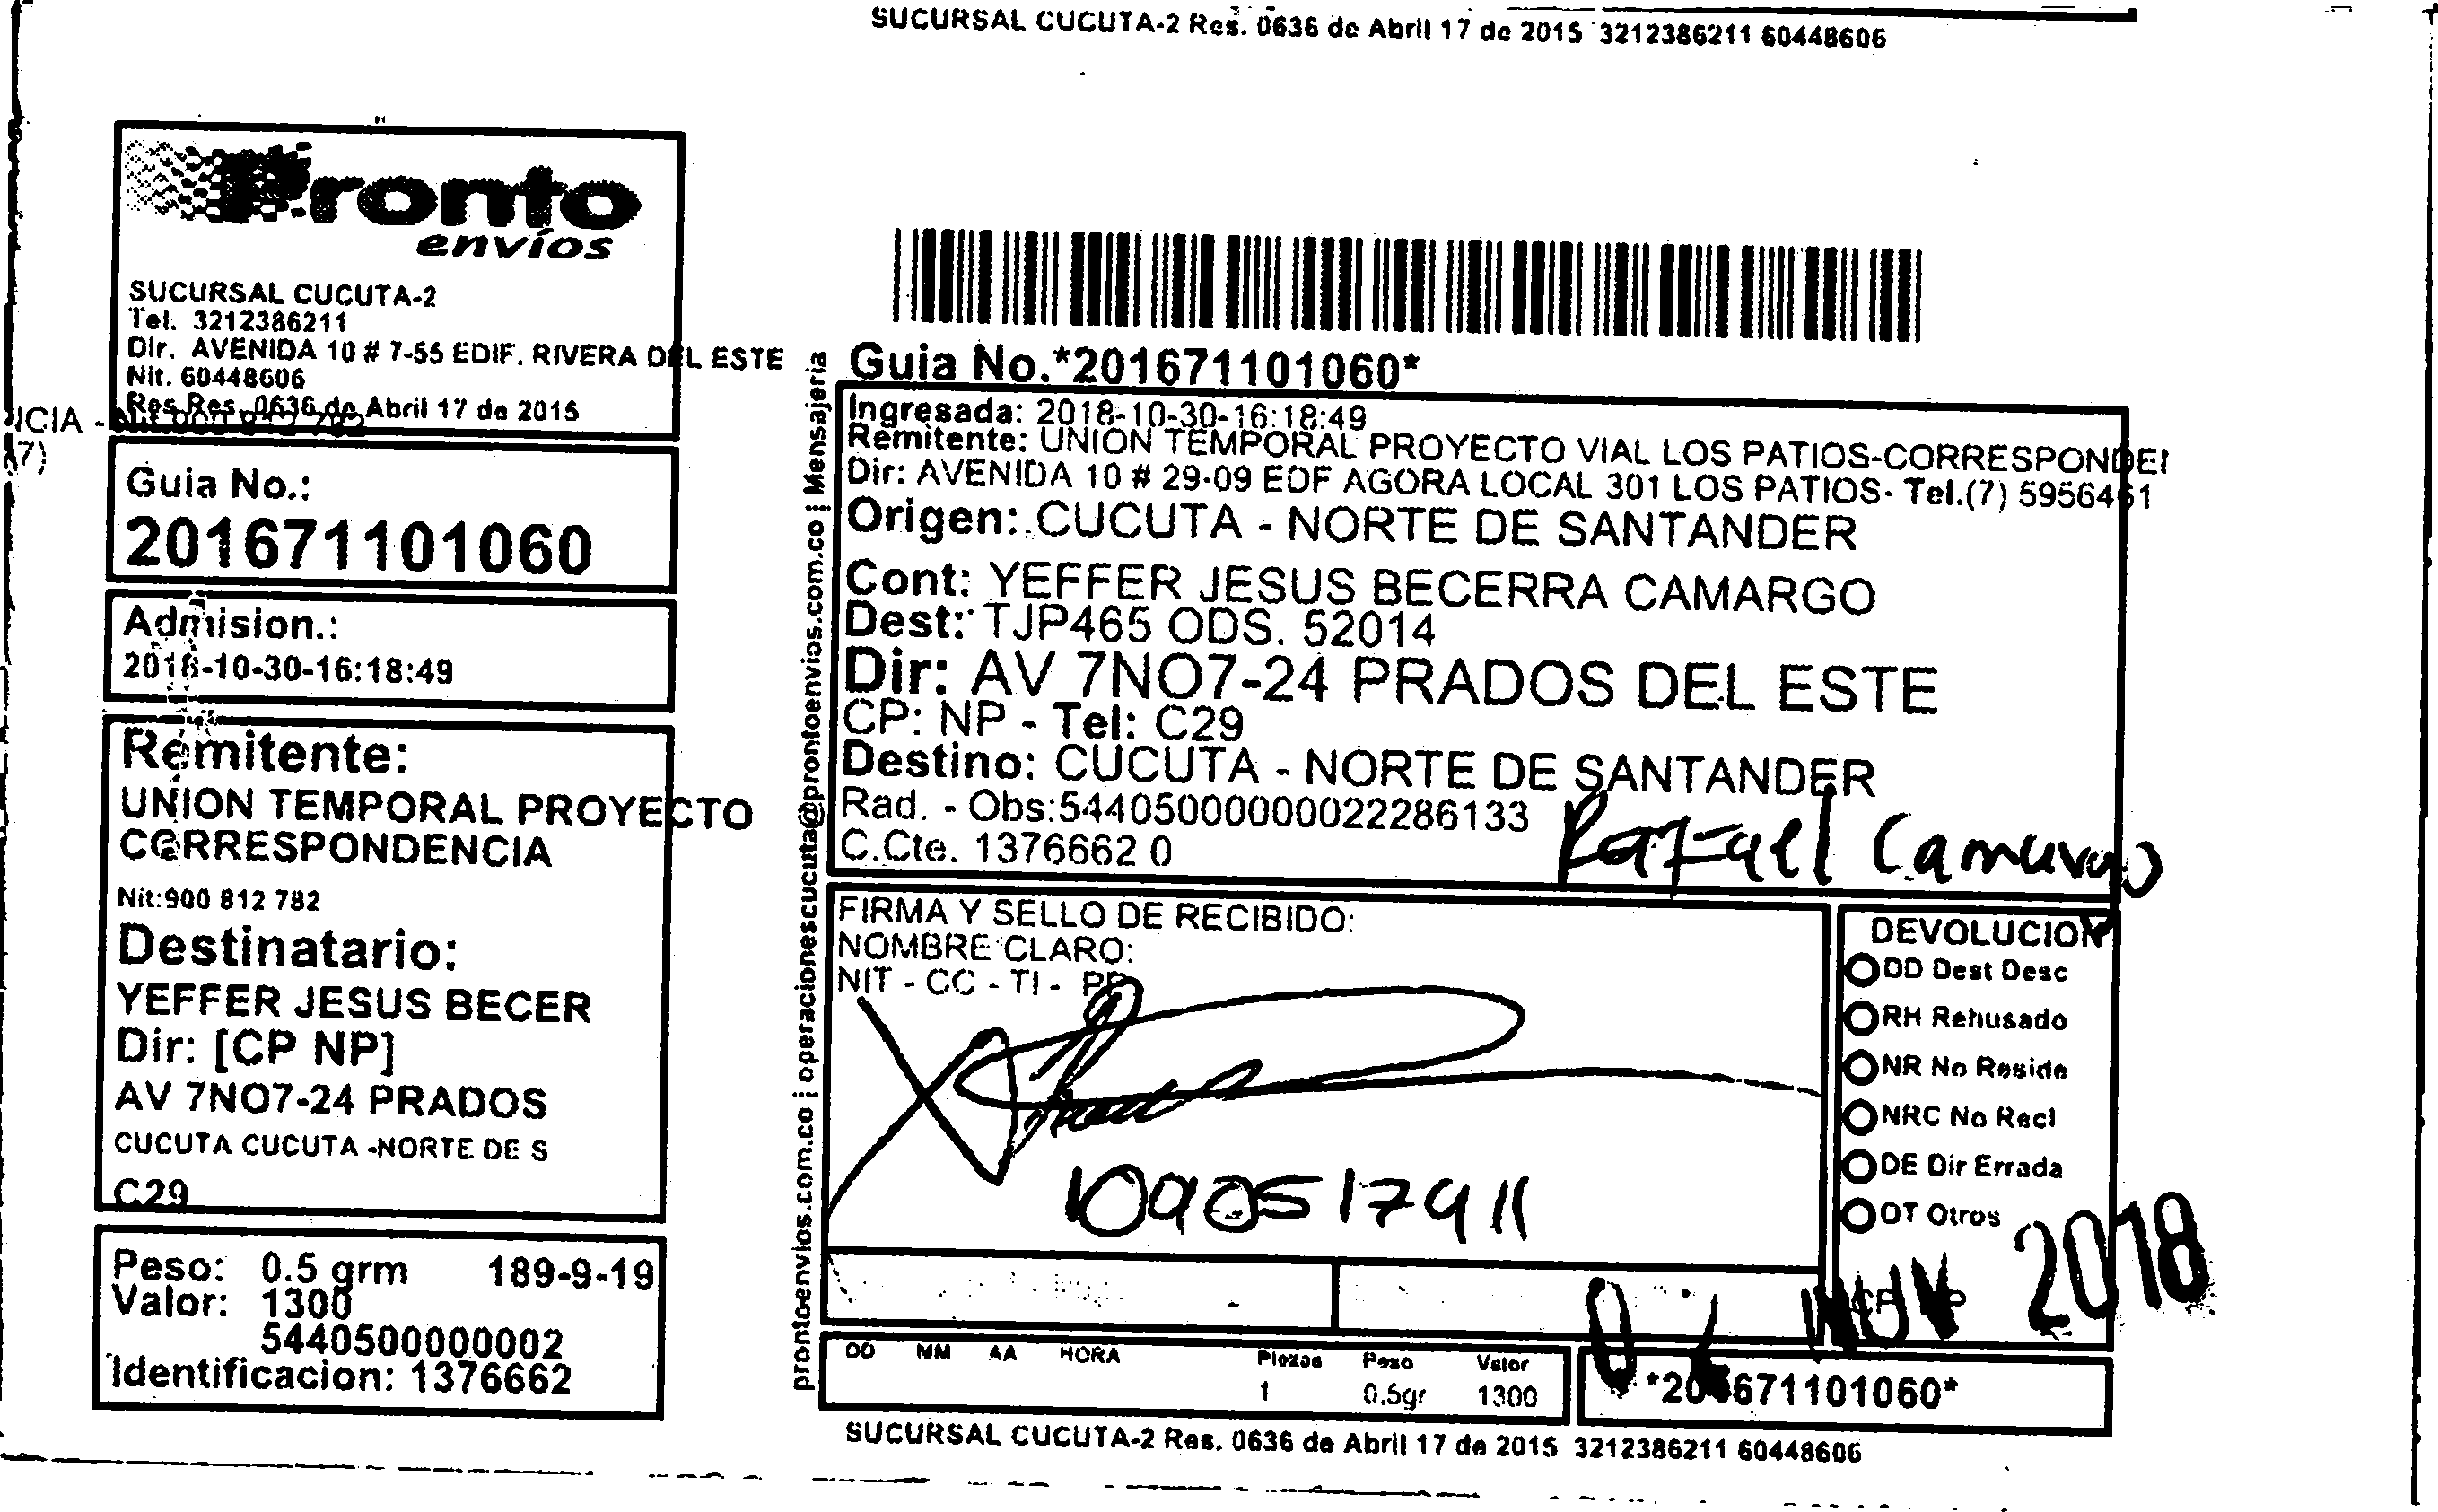 SUCURSAL CUCUTA-2 Res. 0636 de Abril 17 de 2015 3212386211 60448606
Pronto
envíos
SUCURSAL CUCUTA-2
Tel. 3212386211
Dir. AVENIDA 10 # 7-55 EDIF. RIVERA DEL ESTE
Nit. 60448606
Res.Res. 0636 de Abril 17 de 2015
Nit 900 812 782
Guia No.:
201671101060
Admision.:
2018-10-30-16:18:49
Remitente:
UNION TEMPORAL PROYECTO
CORRESPONDENCIA
Nit:900 812 782
Destinatario:
YEFFER JESUS BECER
Dir: [CP NP]
AV 7NO7-24 PRADOS
CUCUTA CUCUTA -NORTE DE S
C29
Peso: 0.5 grm 189-9-19
Valor: 1300
5440500000002
Identificacion: 1376662
prontoenvios.com.co | operacionescucuta@prontoenvios.com.co | Mensajeria
Guia No.*201671101060*
Ingresada: 2018-10-30-16:18:49
Remitente: UNION TEMPORAL PROYECTO VIAL LOS PATIOS-CORRESPONDEN
Dir: AVENIDA 10 # 29-09 EDF AGORA LOCAL 301 LOS PATIOS- Tel.(7) 5956461
Origen: CUCUTA - NORTE DE SANTANDER
Cont: YEFFER JESUS BECERRA CAMARGO
Dest: TJP465 ODS. 52014
Dir: AV 7NO7-24 PRADOS DEL ESTE
CP: NP - Tel: C29
Destino: CUCUTA - NORTE DE SANTANDER
Rad. - Obs:544050000000022286133
C.Cte. 1376662 0
Rafael Camargo
FIRMA Y SELLO DE RECIBIDO:
NOMBRE CLARO:
NIT - CC - TI - PP
1090517911
DEVOLUCION
DD Dest Desc
RH Rehusado
NR No Reside
NRC No Recl
DE Dir Errada
OT Otros
NOV 2018
DD MM AA HORA Piezas Peso Valor
1 0.5gr 1300
*201671101060*
SUCURSAL CUCUTA-2 Res. 0636 de Abril 17 de 2015 3212386211 60448606